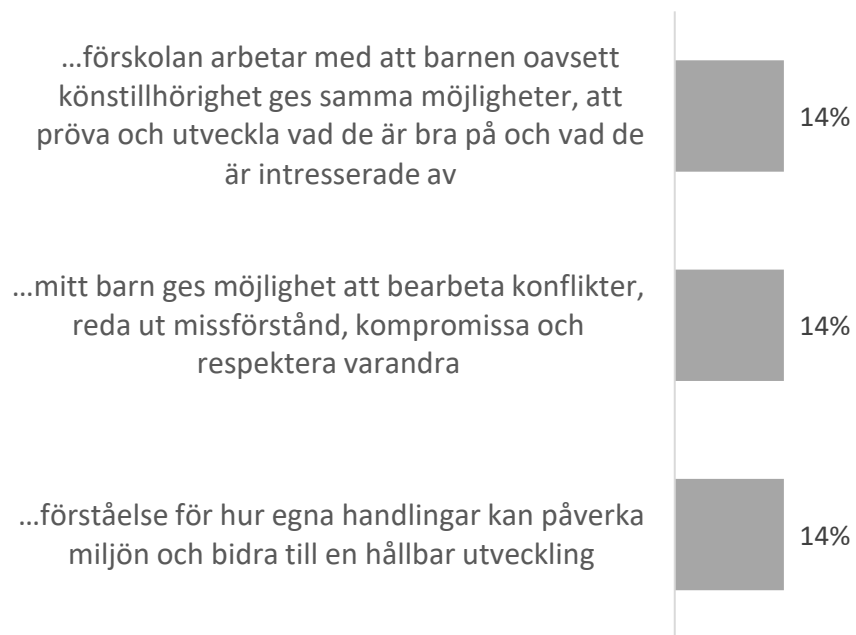 ...förskolan arbetar med att barnen oavsett
könstillhörighet ges samma möjligheter, att
pröva och utveckla vad de är bra på och vad de
är intresserade av
14%
...mitt barn ges möjlighet att bearbeta konflikter,
reda ut missförstånd, kompromissa och
respektera varandra
14%
...förståelse för hur egna handlingar kan påverka
miljön och bidra till en hållbar utveckling
14%